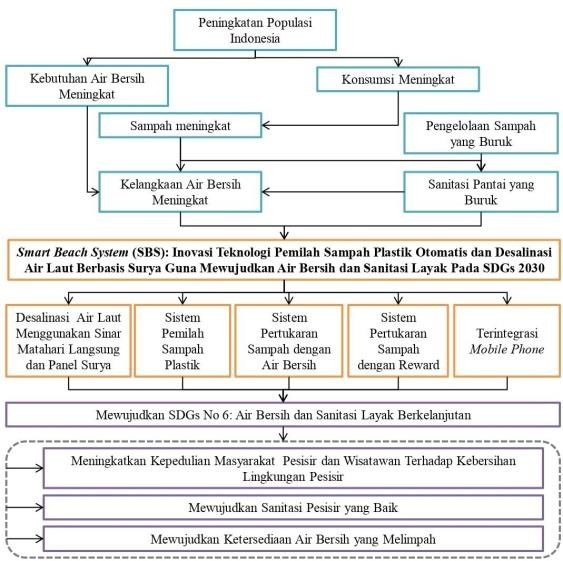 Peningkatan Populasi
Indonesia
Kebutuhan Air Bersih
Meningkat
Konsumsi Meningkat
Sampah meningkat
Pengelolaan Sampah
yang Buruk
Kelangkaan Air Bersih
Meningkat
Sanitasi Pantai yang
Buruk
Smart Beach System (SBS): Inovasi Teknologi Pemilah Sampah Plastik Otomatis dan Desalinasi
Air Laut Berbasis Surya Guna Mewujudkan Air Bersih dan Sanitasi Layak Pada SDGs 2030
Desalinasi Air Laut
Menggunakan Sinar
Matahari Langsung
dan Panel Surya
Sistem
Pemilah
Sampah
Plastik
Sistem
Pertukaran
Sampah dengan
Air Bersih
Sistem
Pertukaran
Sampah
dengan Reward
Terintegrasi
Mobile Phone
Mewujudkan SDGs No 6: Air Bersih dan Sanitasi Layak Berkelanjutan
Meningkatkan Kepedulian Masyarakat Pesisir dan Wisatawan Terhadap Kebersihan
Lingkungan Pesisir
Mewujudkan Sanitasi Pesisir yang Baik
Mewujudkan Ketersediaan Air Bersih yang Melimpah